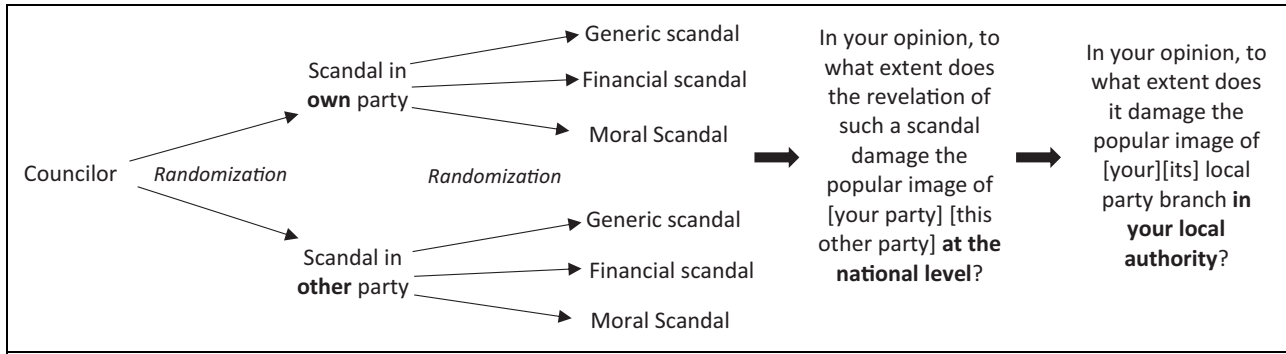 Councilor
Randomization
Scandal in
own party
Scandal in
other party
Randomization
Generic scandal
Financial scandal
Moral Scandal
Generic scandal
Financial scandal
Moral Scandal
In your opinion, to
what extent does
the revelation of
such a scandal
damage the
popular image of
[your party] [this
other party] at the
national level?
In your opinion, to
what extent does
it damage the
popular image of
[your][its] local
party branch in
your local
authority?